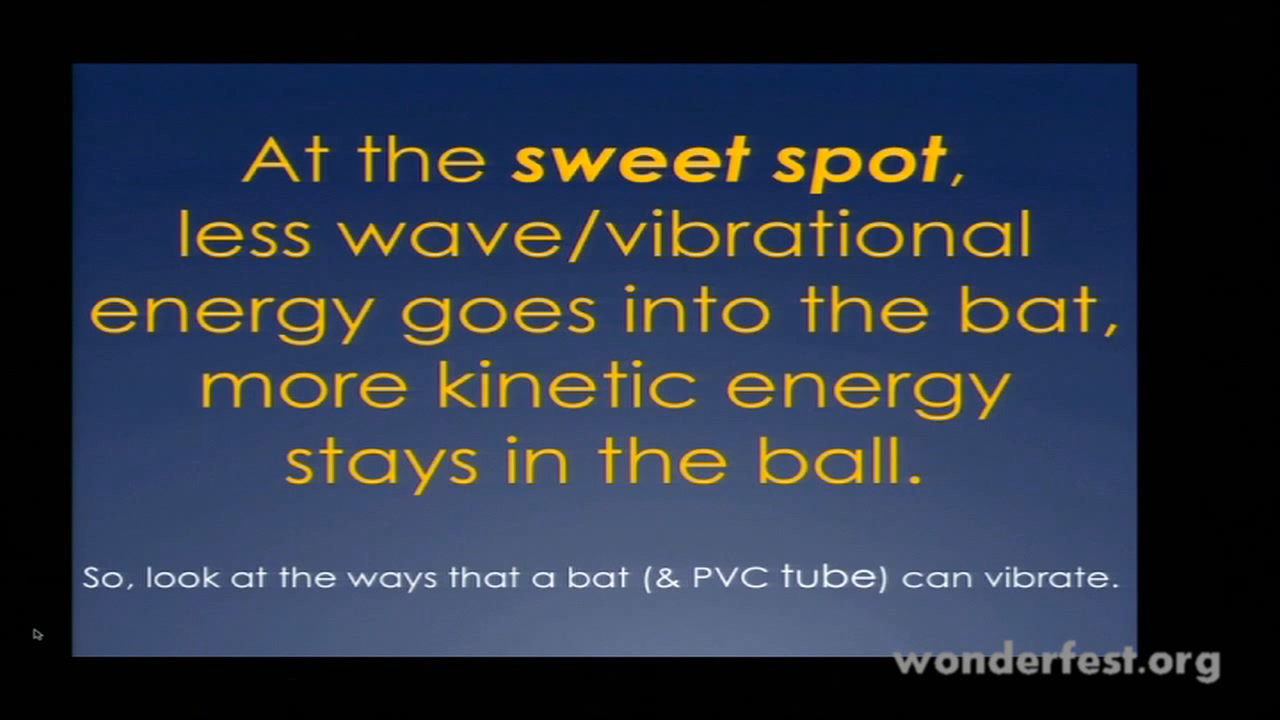 At the sweet spot,
less wave/vibrational
energy goes into the bat,
more kinetic energy
stays in the ball.
So, look at the ways that a bat (& PVC tube) can vibrate.
wonderfest.org